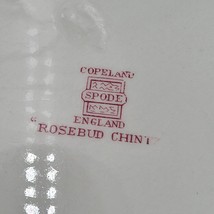 COPELAND
SPODE
ENGLAND
"ROSEBUD CHINT